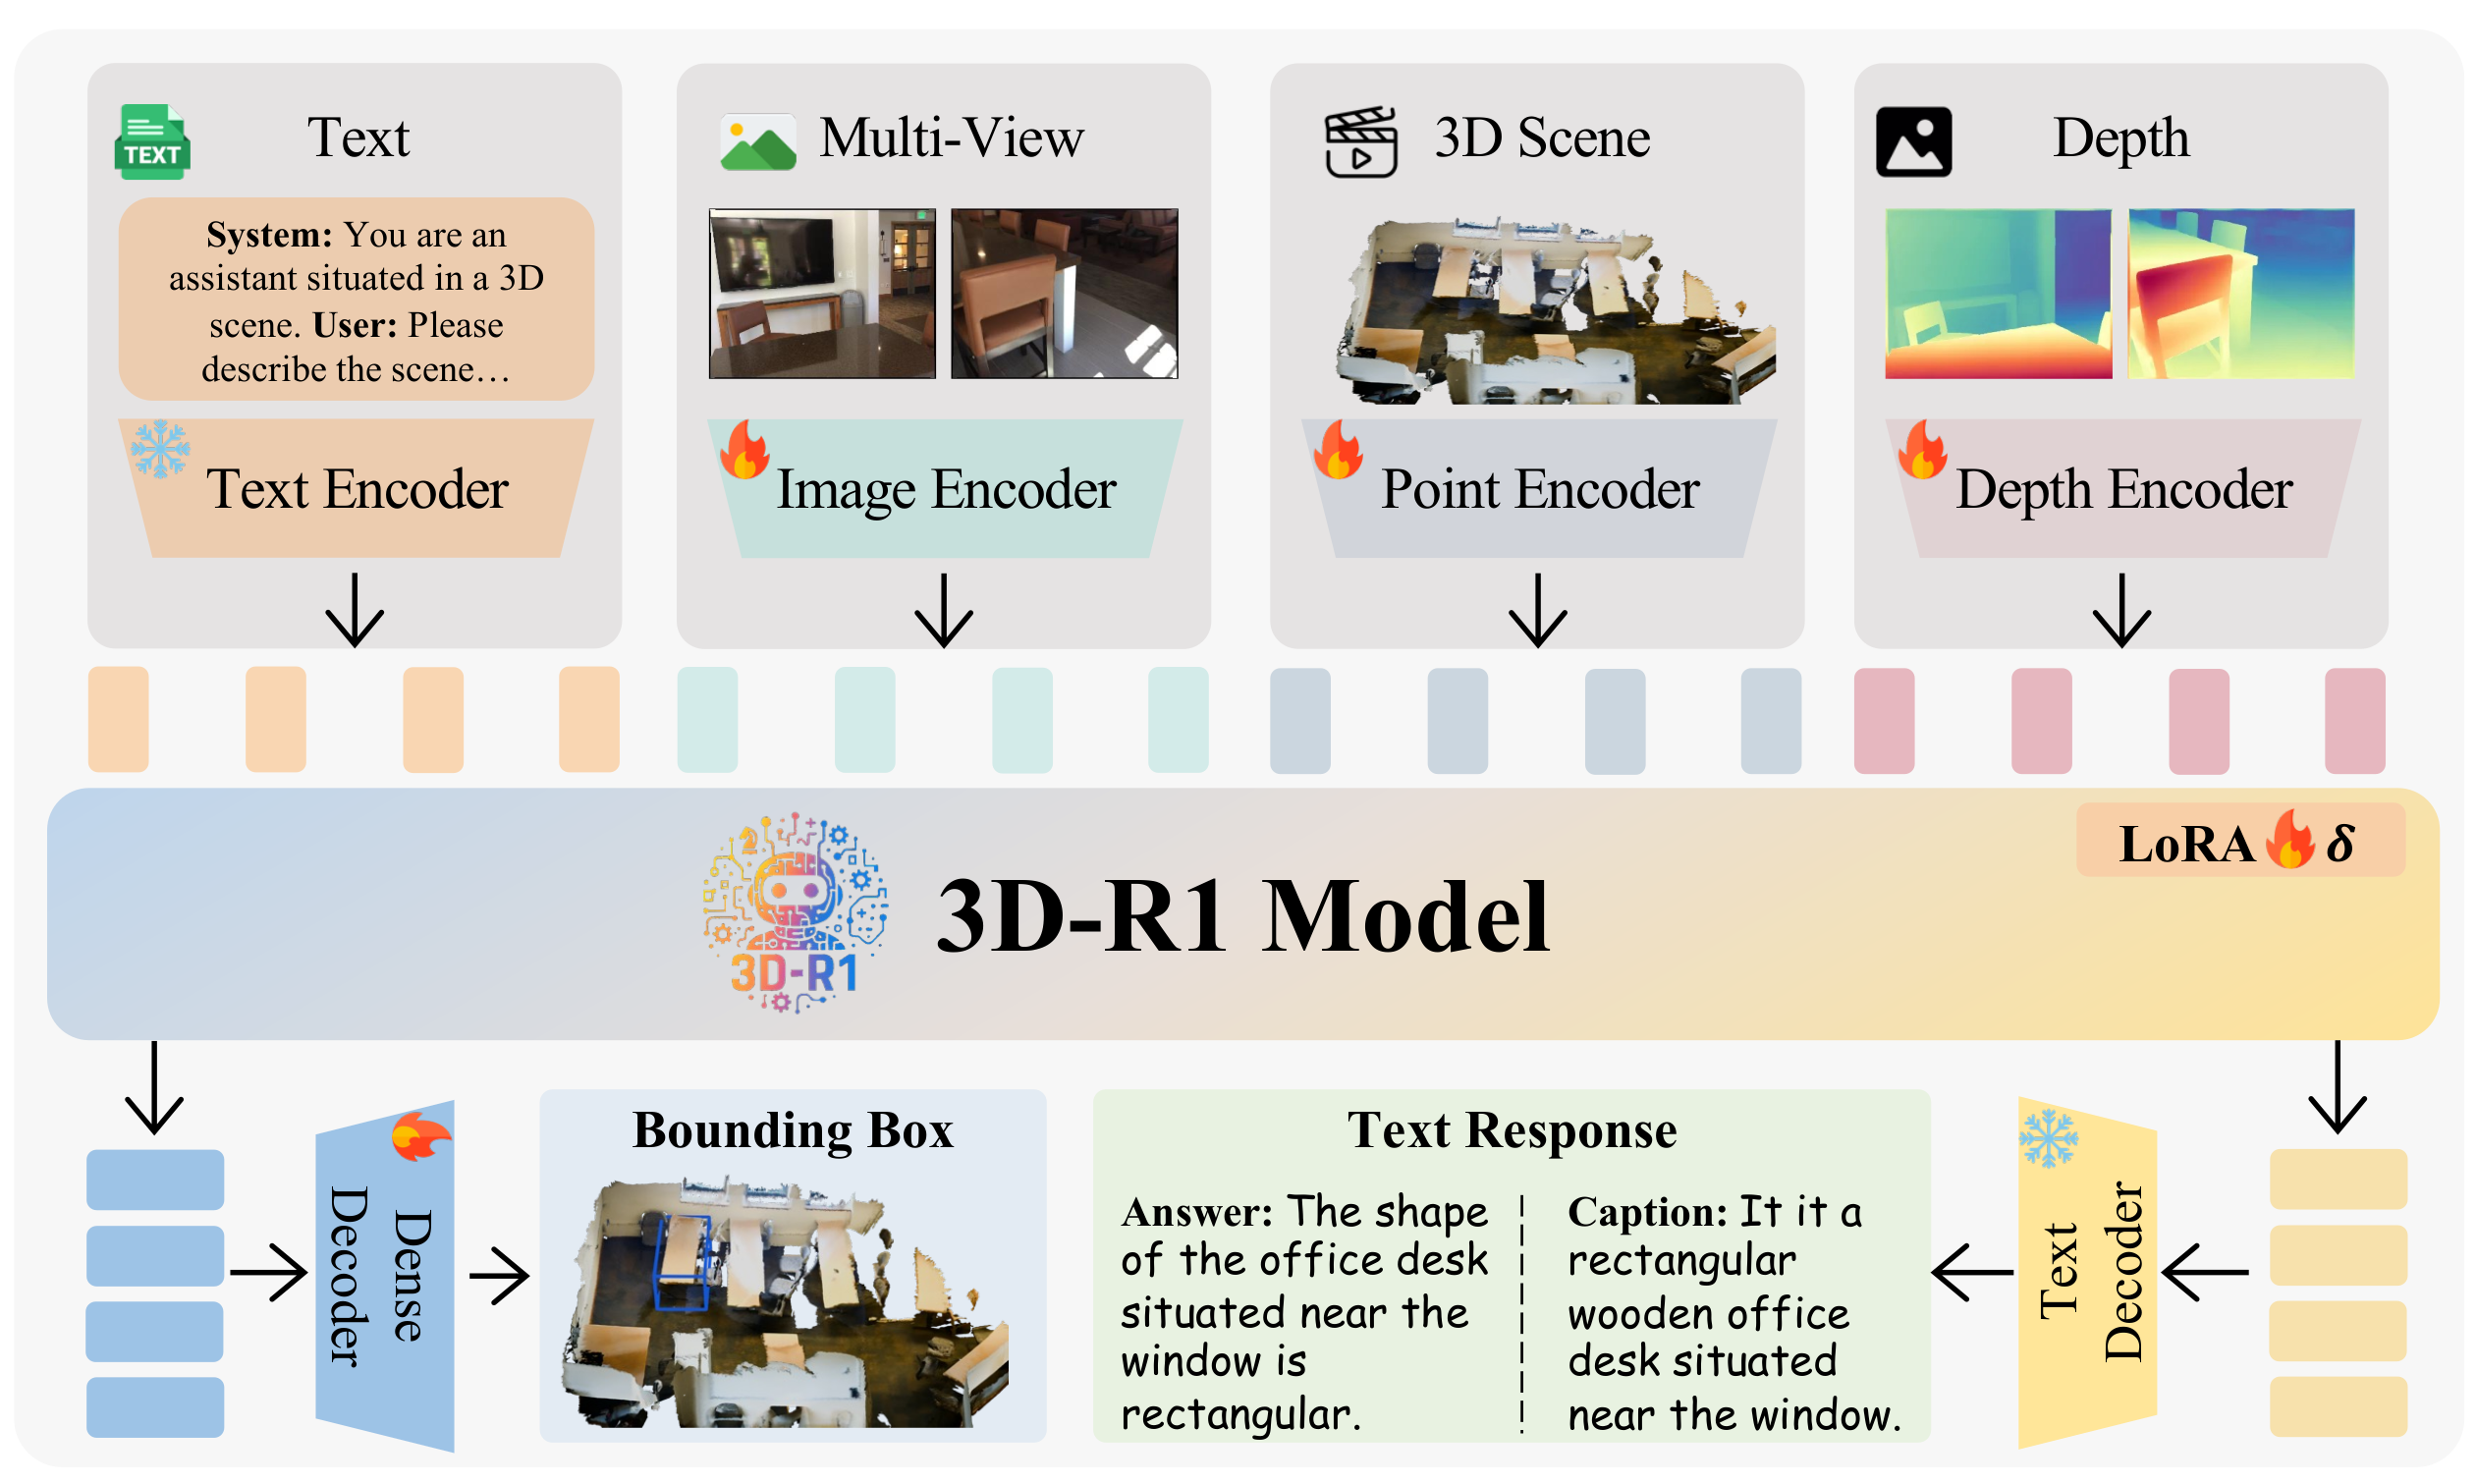 TEXT
Text
System: You are an
assistant situated in a 3D
scene. User: Please
describe the scene…
Text Encoder
Multi-View
Image Encoder
3D Scene
Point Encoder
Depth
Depth Encoder
LoRA δ
3D-R1
3D-R1 Model
Dense
Decoder
Bounding Box
Text Response
Answer: The shape
of the office desk
situated near the
window is
rectangular.
Caption: It it a
rectangular
wooden office
desk situated
near the window.
Text
Decoder